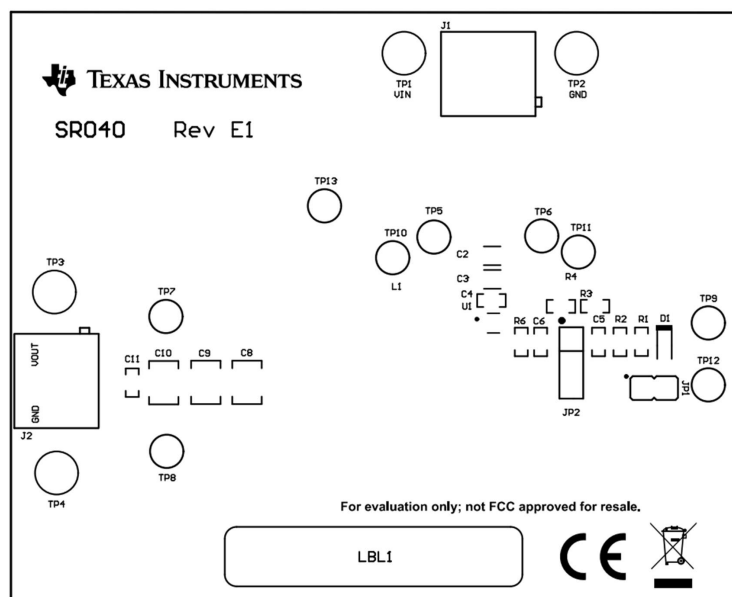 J1
TP1
VIN
TP2
GND
TEXAS INSTRUMENTS
SR040 Rev E1
TP13
TP5
TP6
TP10
TP11
L1
C2
R4
C3
C4
U1
R3
TP3
TP7
TP9
R6
C6
C5
R2
R1
D1
VOUT
GND
C11
C10
C9
C8
TP12
JP1
JP2
J2
TP8
TP4
For evaluation only; not FCC approved for resale.
LBL1
CE